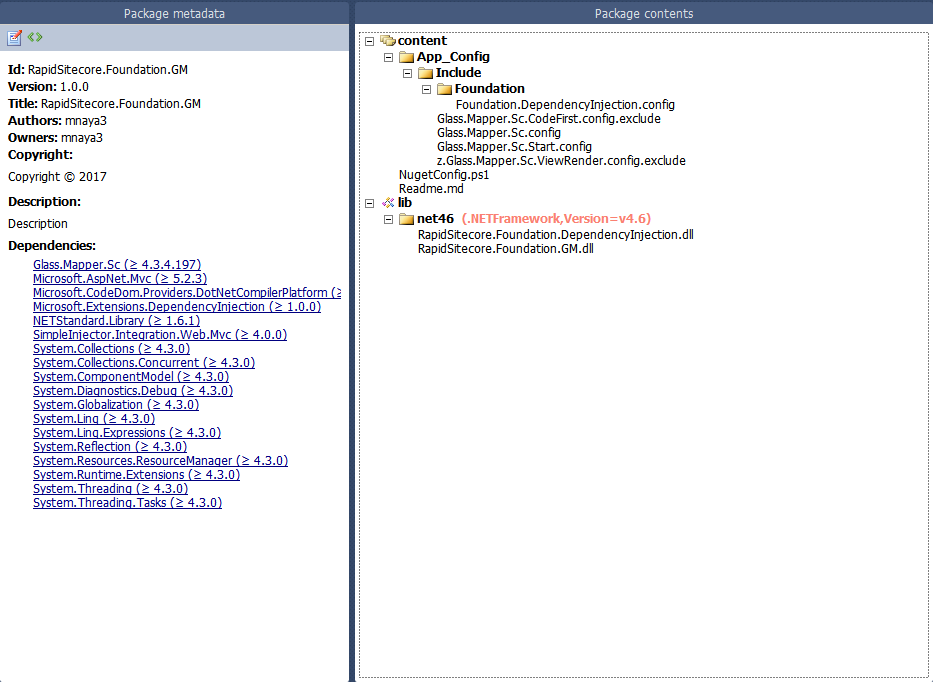 Package metadata
Id: RapidSitecore.Foundation.GM
Version: 1.0.0
Title: RapidSitecore.Foundation.GM
Authors: mnaya3
Owners: mnaya3
Copyright:
Copyright © 2017
Description:
Description
Dependencies:
Glass.Mapper.Sc (≥ 4.3.4.197)
Microsoft.AspNet.Mvc (≥ 5.2.3)
Microsoft.CodeDom.Providers.DotNetCompilerPlatform (≥
Microsoft.Extensions.DependencyInjection (≥ 1.0.0)
NETStandard.Library (≥ 1.6.1)
SimpleInjector.Integration.Web.Mvc (≥ 4.0.0)
System.Collections (≥ 4.3.0)
System.Collections.Concurrent (≥ 4.3.0)
System.ComponentModel (≥ 4.3.0)
System.Diagnostics.Debug (≥ 4.3.0)
System.Globalization (≥ 4.3.0)
System.Linq (≥ 4.3.0)
System.Linq.Expressions (≥ 4.3.0)
System.Reflection (≥ 4.3.0)
System.Resources.ResourceManager (≥ 4.3.0)
System.Runtime.Extensions (≥ 4.3.0)
System.Threading (≥ 4.3.0)
System.Threading.Tasks (≥ 4.3.0)
Package contents
content
App_Config
Include
Foundation
Foundation.DependencyInjection.config
Glass.Mapper.Sc.CodeFirst.config.exclude
Glass.Mapper.Sc.config
Glass.Mapper.Sc.Start.config
z.Glass.Mapper.Sc.ViewRender.config.exclude
NugetConfig.ps1
Readme.md
lib
net46 (.NETFramework,Version=v4.6)
RapidSitecore.Foundation.DependencyInjection.dll
RapidSitecore.Foundation.GM.dll